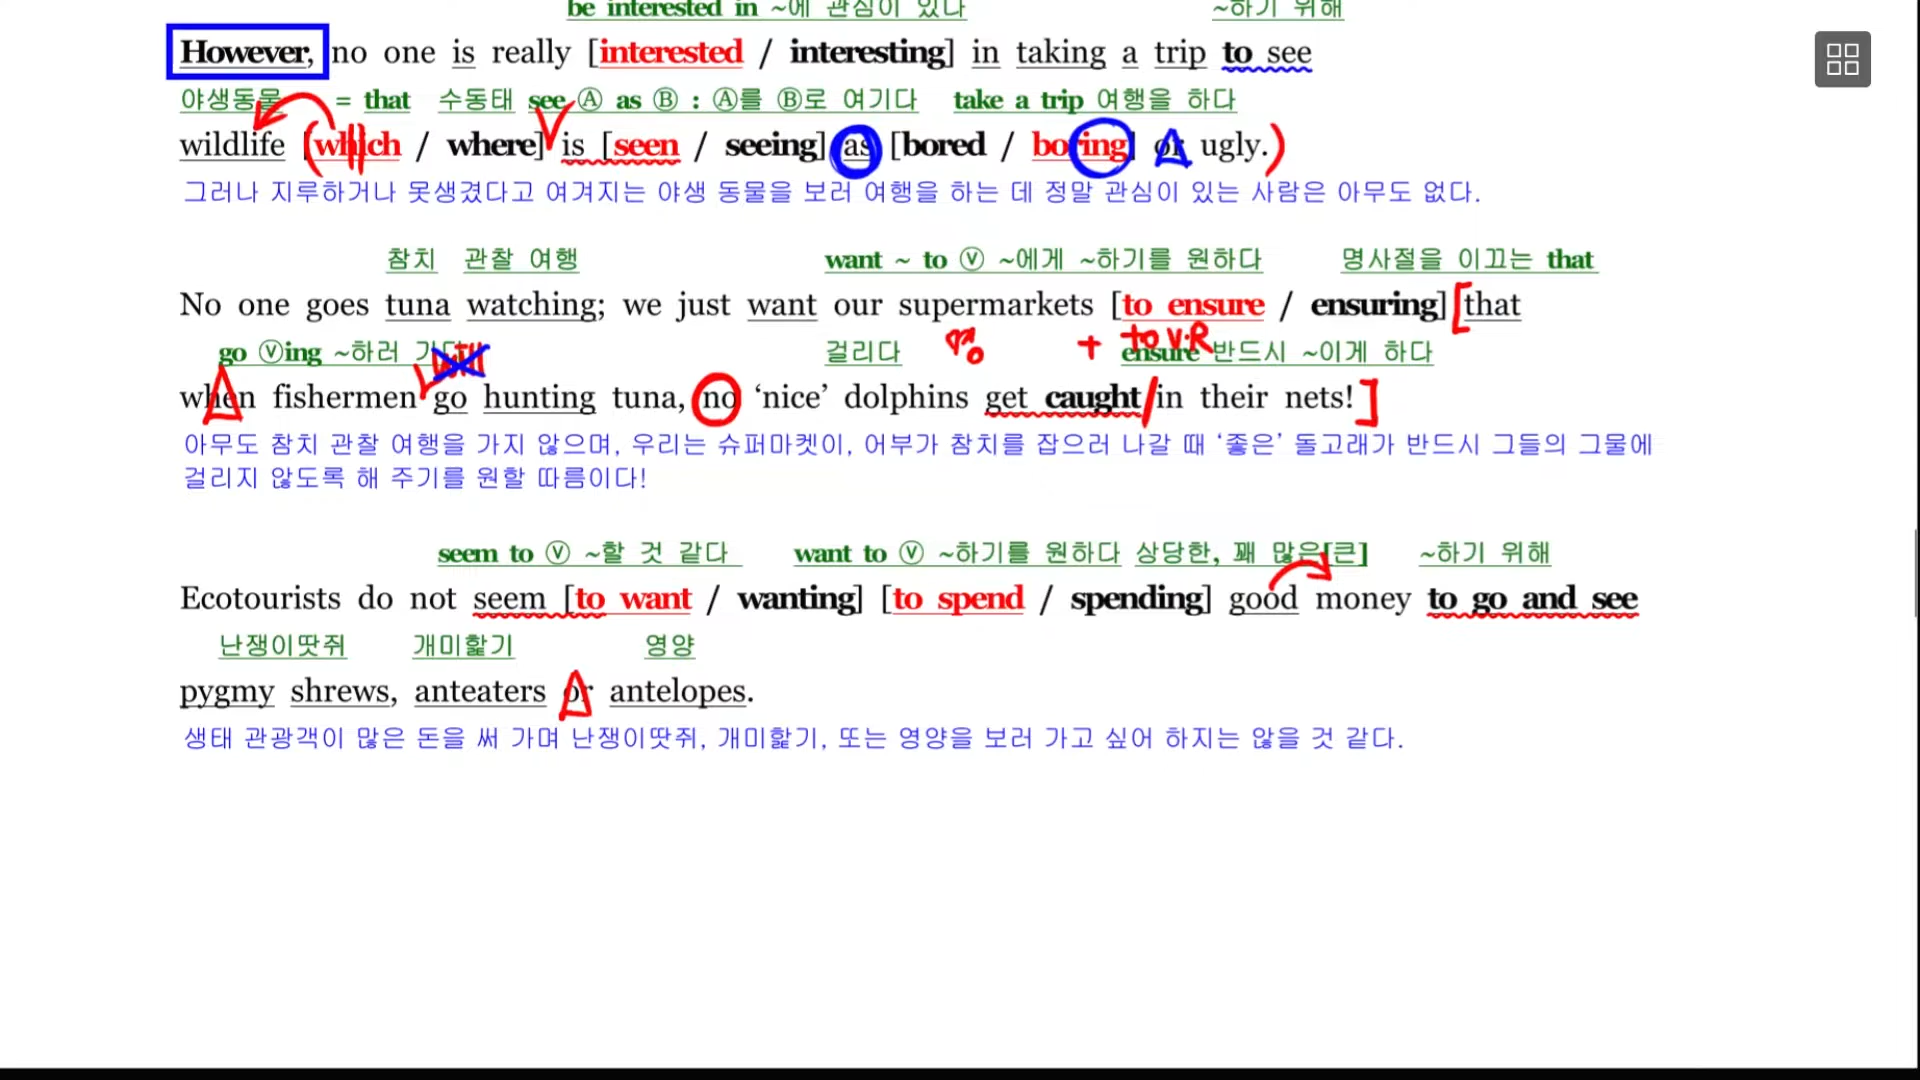 be interested in ~에 관심이 있다 ~하기 위해
However, no one is really [interested / interesting] in taking a trip to see
야생동물 = that 수동태 see Ⓐ as Ⓑ : Ⓐ를 Ⓑ로 여기다 take a trip 여행을 하다
wildlife [which / where] is [seen / seeing] as [bored / boring] or ugly.)
그러나 지루하거나 못생겼다고 여겨지는 야생 동물을 보러 여행을 하는 데 정말 관심이 있는 사람은 아무도 없다.
참치 관찰 여행 want ~ to ⓥ ~에게 ~하기를 원하다 명사절을 이끄는 that
No one goes tuna watching; we just want our supermarkets [to ensure / ensuring] [that
go ⓥing ~하러 가다 will 걸리다 + to V.R ensure 반드시 ~이게 하다
when fishermen go hunting tuna, no ‘nice’ dolphins get caught / in their nets! ]
아무도 참치 관찰 여행을 가지 않으며, 우리는 슈퍼마켓이, 어부가 참치를 잡으러 나갈 때 ‘좋은’ 돌고래가 반드시 그들의 그물에
걸리지 않도록 해 주기를 원할 따름이다!
seem to ⓥ ~할 것 같다 want to ⓥ ~하기를 원하다 상당한, 꽤 많은[큰] ~하기 위해
Ecotourists do not seem [to want / wanting] [to spend / spending] good money to go and see
난쟁이땃쥐 개미핥기 영양
pygmy shrews, anteaters or antelopes.
생태 관광객이 많은 돈을 써 가며 난쟁이땃쥐, 개미핥기, 또는 영양을 보러 가고 싶어 하지는 않을 것 같다.